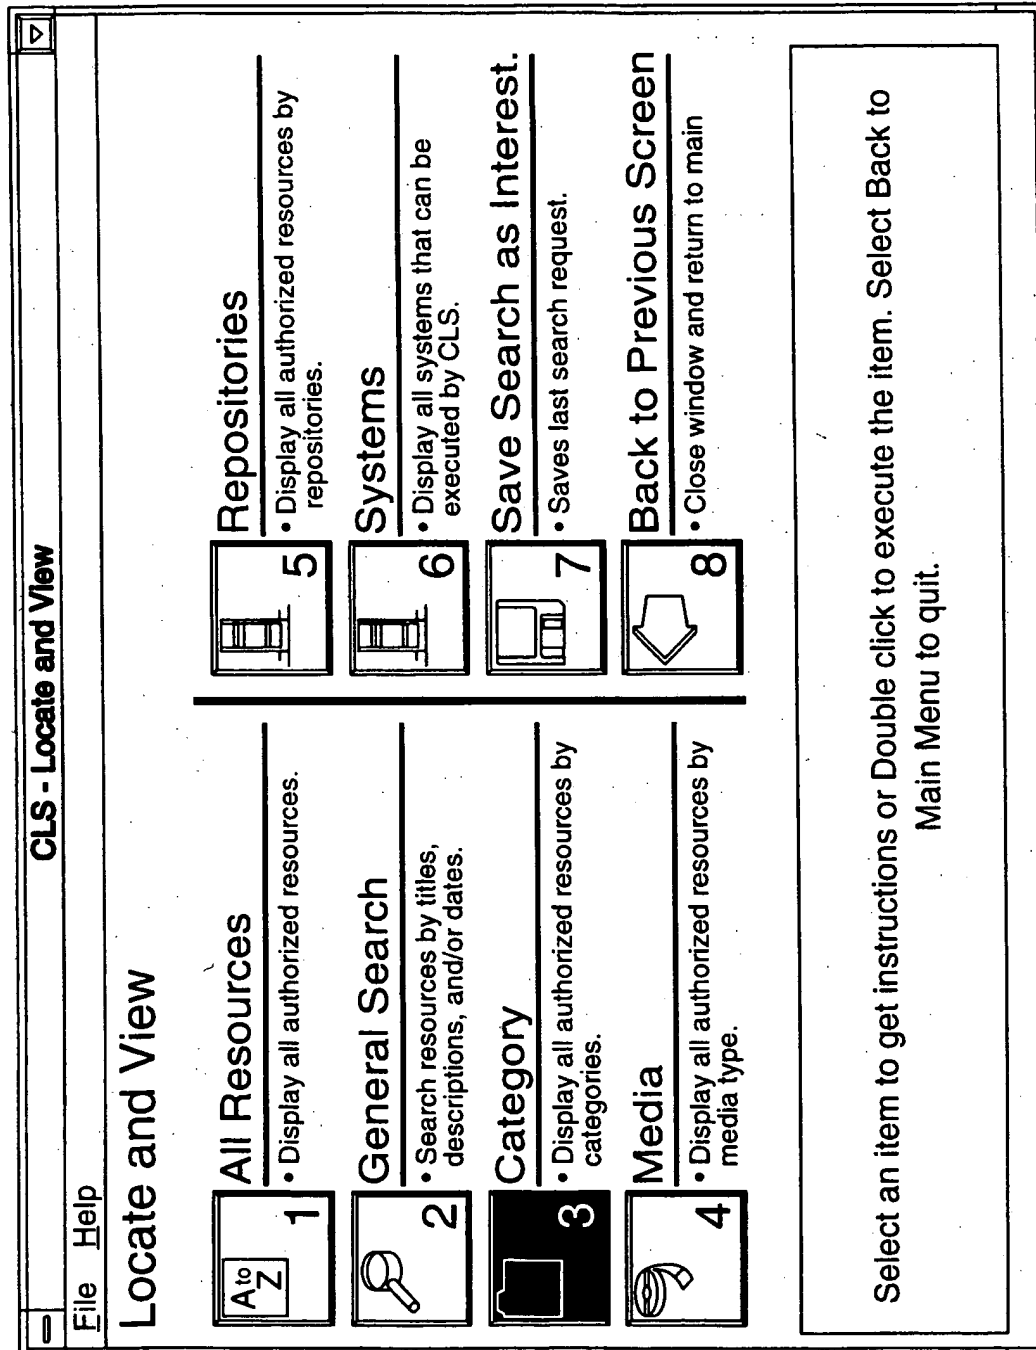 CLS - Locate and View
File Help
Locate and View
A to Z
1
All Resources
• Display all authorized resources.
2
General Search
• Search resources by titles,
descriptions, and/or dates.
3
Category
• Display all authorized resources by
categories.
4
Media
• Display all authorized resources by
media type.
5
Repositories
• Display all authorized resources by
repositories.
6
Systems
• Display all systems that can be
executed by CLS.
7
Save Search as Interest.
• Saves last search request.
8
Back to Previous Screen
• Close window and return to main
Select an item to get instructions or Double click to execute the item. Select Back to
Main Menu to quit.